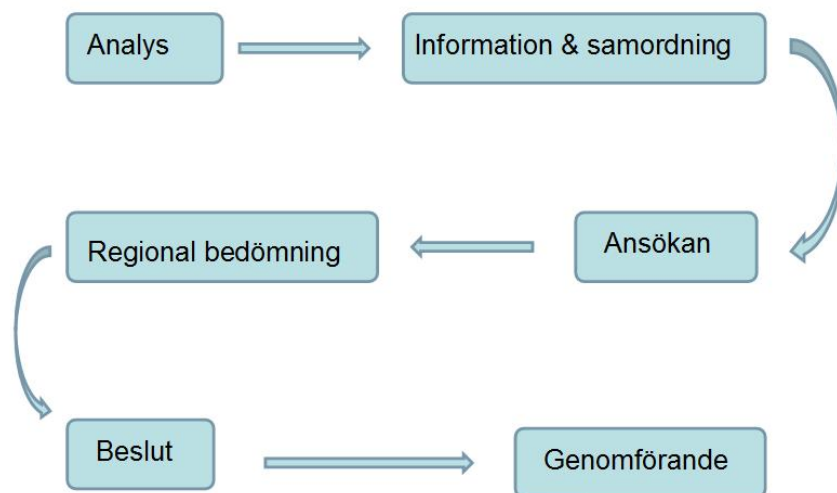 Analys
Information & samordning
Ansökan
Regional bedömning
Beslut
Genomförande